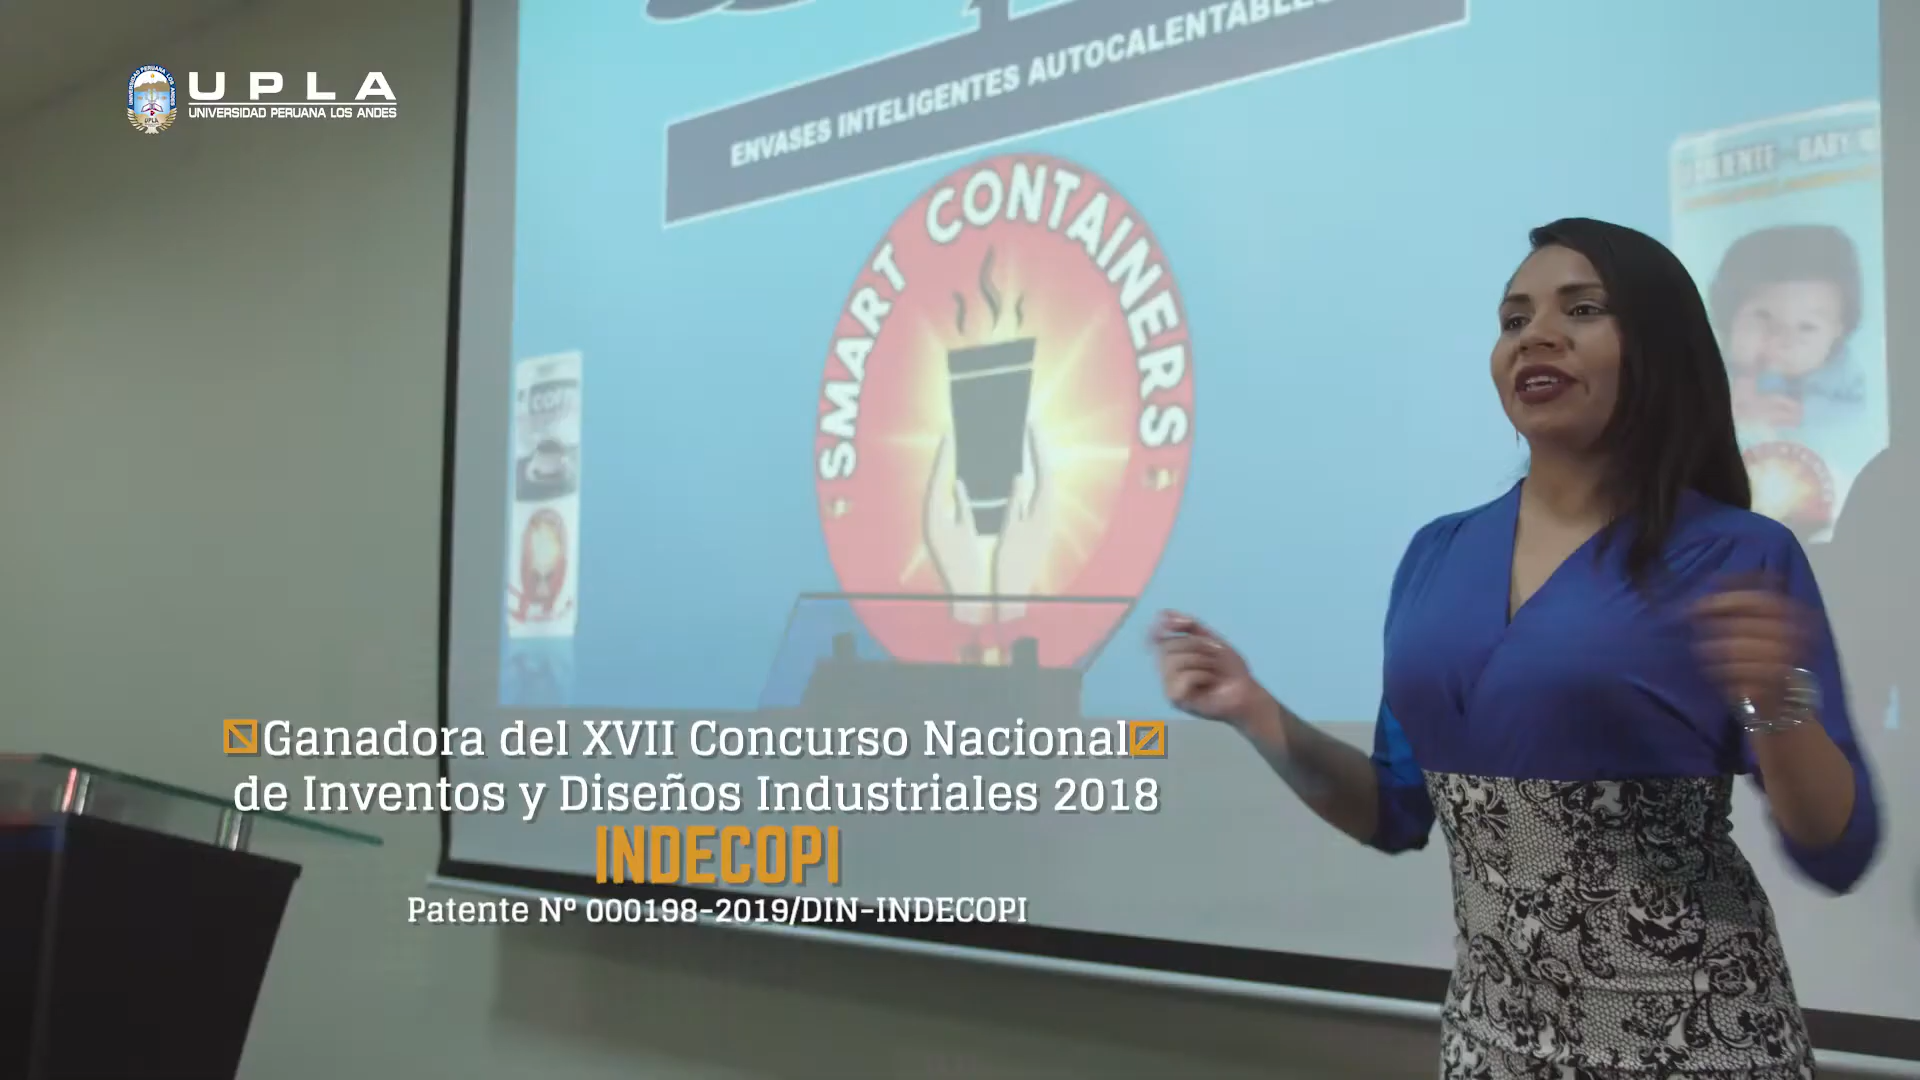 UPLA
UNIVERSIDAD PERUANA LOS ANDES
ENVASES INTELIGENTES AUTOCALENTABLES
SMART CONTAINERS
Ganadora del XVII Concurso Nacional
de Inventos y Diseños Industriales 2018
INDECOPI
Patente Nº 000198-2019/DIN-INDECOPI